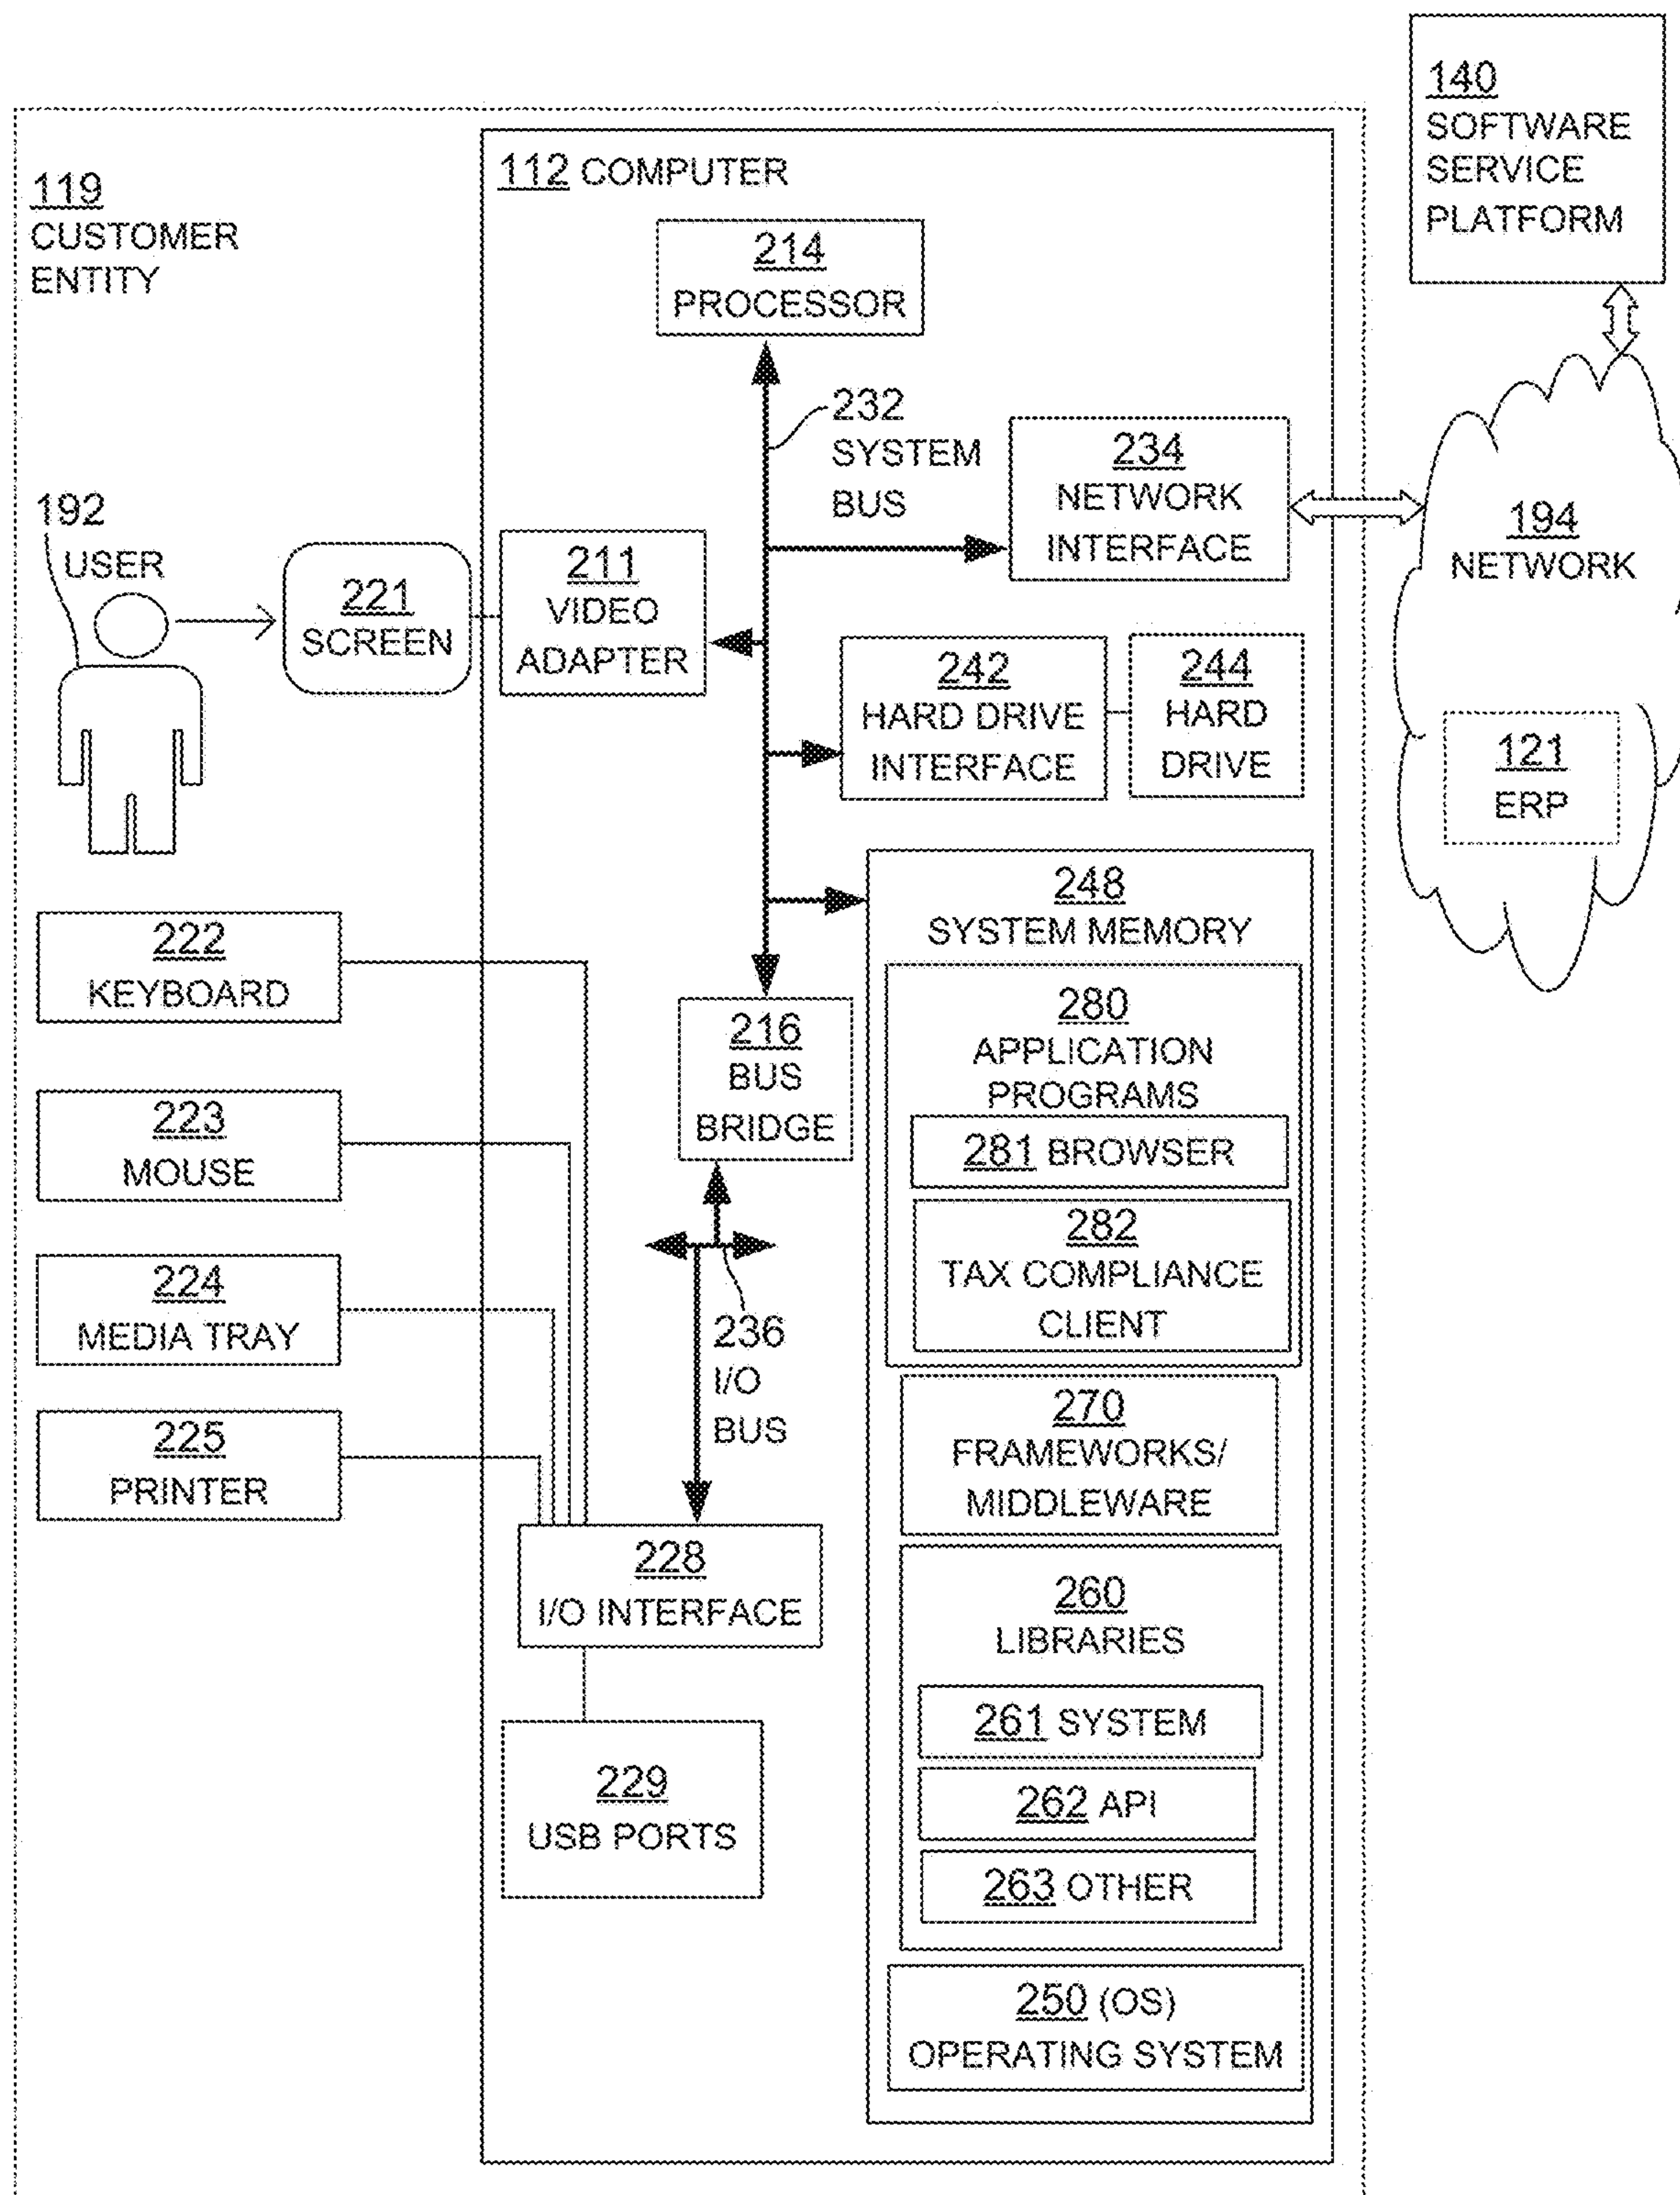 140
SOFTWARE
SERVICE
PLATFORM
119
CUSTOMER
ENTITY
112 COMPUTER
214
PROCESSOR
232
SYSTEM
BUS
234
NETWORK
INTERFACE
194
NETWORK
192
USER
221
SCREEN
211
VIDEO
ADAPTER
242
HARD DRIVE
INTERFACE
244
HARD
DRIVE
121
ERP
248
SYSTEM MEMORY
222
KEYBOARD
216
BUS
BRIDGE
280
APPLICATION
PROGRAMS
281 BROWSER
282
TAX COMPLIANCE
CLIENT
223
MOUSE
224
MEDIA TRAY
236
I/O
BUS
225
PRINTER
270
FRAMEWORKS/
MIDDLEWARE
228
I/O INTERFACE
260
LIBRARIES
261 SYSTEM
262 API
263 OTHER
229
USB PORTS
250 (OS)
OPERATING SYSTEM